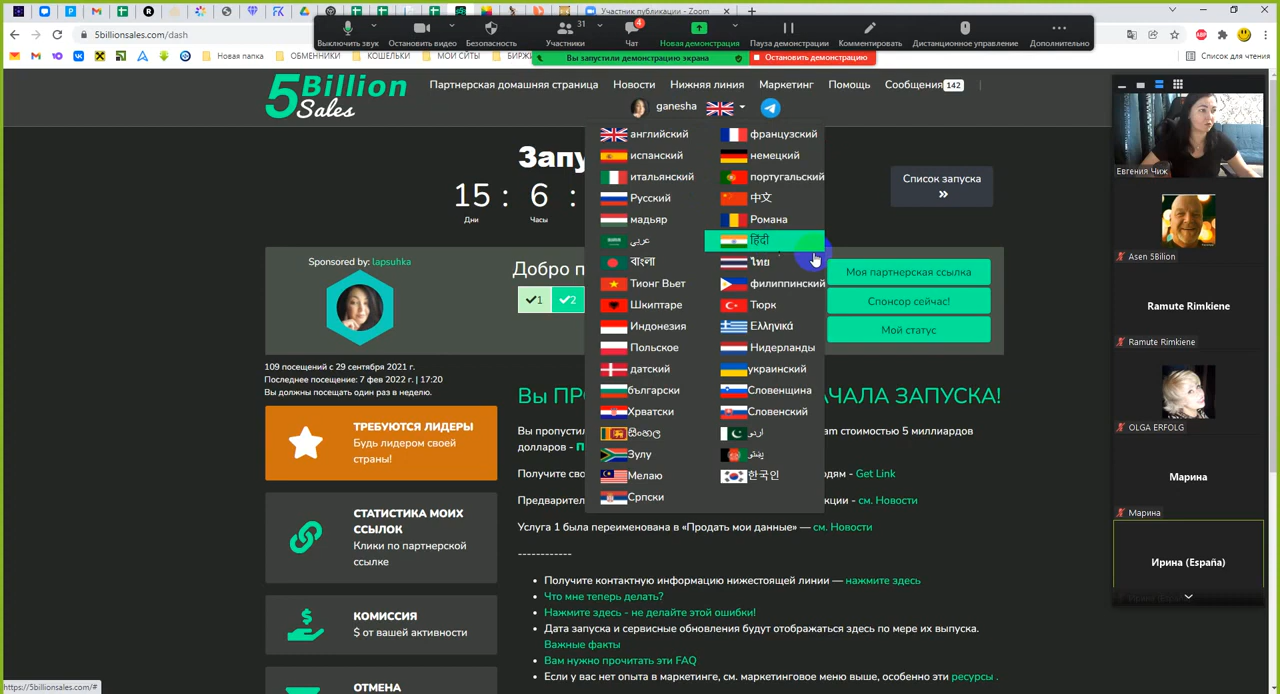 Участник публикации - Zoom
5billionsales.com/dash
Выключить звук
Остановить видео
Безопасность
31
Участники
4
Чат
Новая демонстрация
Пауза демонстрации
Комментировать
Дистанционное управление
Дополнительно
Новая папка
ОБМЕННИКИ
КОШЕЛЬКИ
МОИ САЙТЫ
Вы запустили демонстрацию экрана
Остановить демонстрацию
Список для чтения
5Billion
Sales
Партнерская домашняя страница
Новости
Нижняя линия
Маркетинг
Помощь
Сообщения 142
ganesha
английский
французский
испанский
немецкий
итальянский
португальский
Русский
中文
мадьяр
Романа
عربي
हिंदी
বাংলা
ไทย
Тионг Вьет
филиппинский
Шкиптаре
Тюрк
Индонезия
Ελληνικά
Польское
Нидерланды
датский
украинский
български
Словенщина
Хрватски
Словенский
සිංහල
اردو
Зулу
پښتو
Мелаю
한국인
Српски
15 : 6 :
Дни
Часы
Список запуска
»
Sponsored by: lapsuhka
Добро п
1
2
Моя партнерская ссылка
Спонсор сейчас!
Мой статус
109 посещений с 29 сентября 2021 г.
Последнее посещение: 7 фев 2022 г. | 17:20
Вы должны посещать один раз в неделю.
ТРЕБУЮТСЯ ЛИДЕРЫ
Будь лидером своей
страны!
СТАТИСТИКА МОИХ
ССЫЛОК
Клики по партнерской
ссылке
КОМИССИЯ
$ от вашей активности
ОТМЕНА
АЧАЛА ЗАПУСКА!
Вы пропустил
am стоимостью 5 миллиардов
долларов -
Получите сво
юдям - Get Link
Предварител
кции - см. Новости
Услуга 1 была переименована в «Продать мои данные» — см. Новости
------------
Получите контактную информацию нижестоящей линии — нажмите здесь
Что мне теперь делать?
Нажмите здесь - не делайте этой ошибки!
Дата запуска и сервисные обновления будут отображаться здесь по мере их выпуска.
Важные факты
Вам нужно прочитать эти FAQ
Если у вас нет опыта в маркетинге, см. маркетинговое меню выше, особенно эти ресурсы .
https://5billionsales.com/#
Евгения Чиж
Asen 5Bilion
Ramute Rimkiene
Ramute Rimkiene
OLGA ERFOLG
Марина
Марина
Ирина (España)